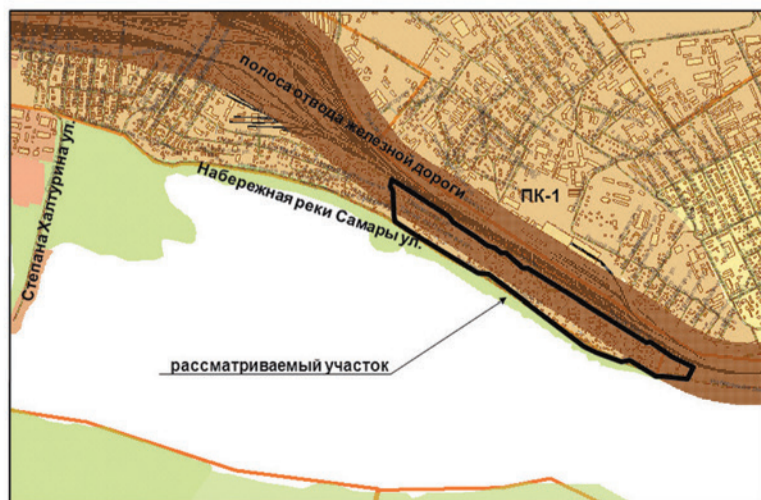 полоса отвода железной дороги
ПК-1
Набережная реки Самары ул.
Степана Халтурина ул.
рассматриваемый участок